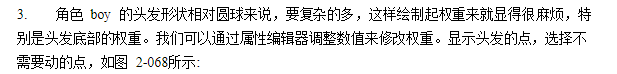 3. 角色 boy 的头发形状相对圆球来说，要复杂的多，这样绘制起权重来就显得很麻烦，特
别是头发底部的权重。我们可以通过属性编辑器调整数值来修改权重。显示头发的点，选择不
需要动的点，如图 2-068所示: